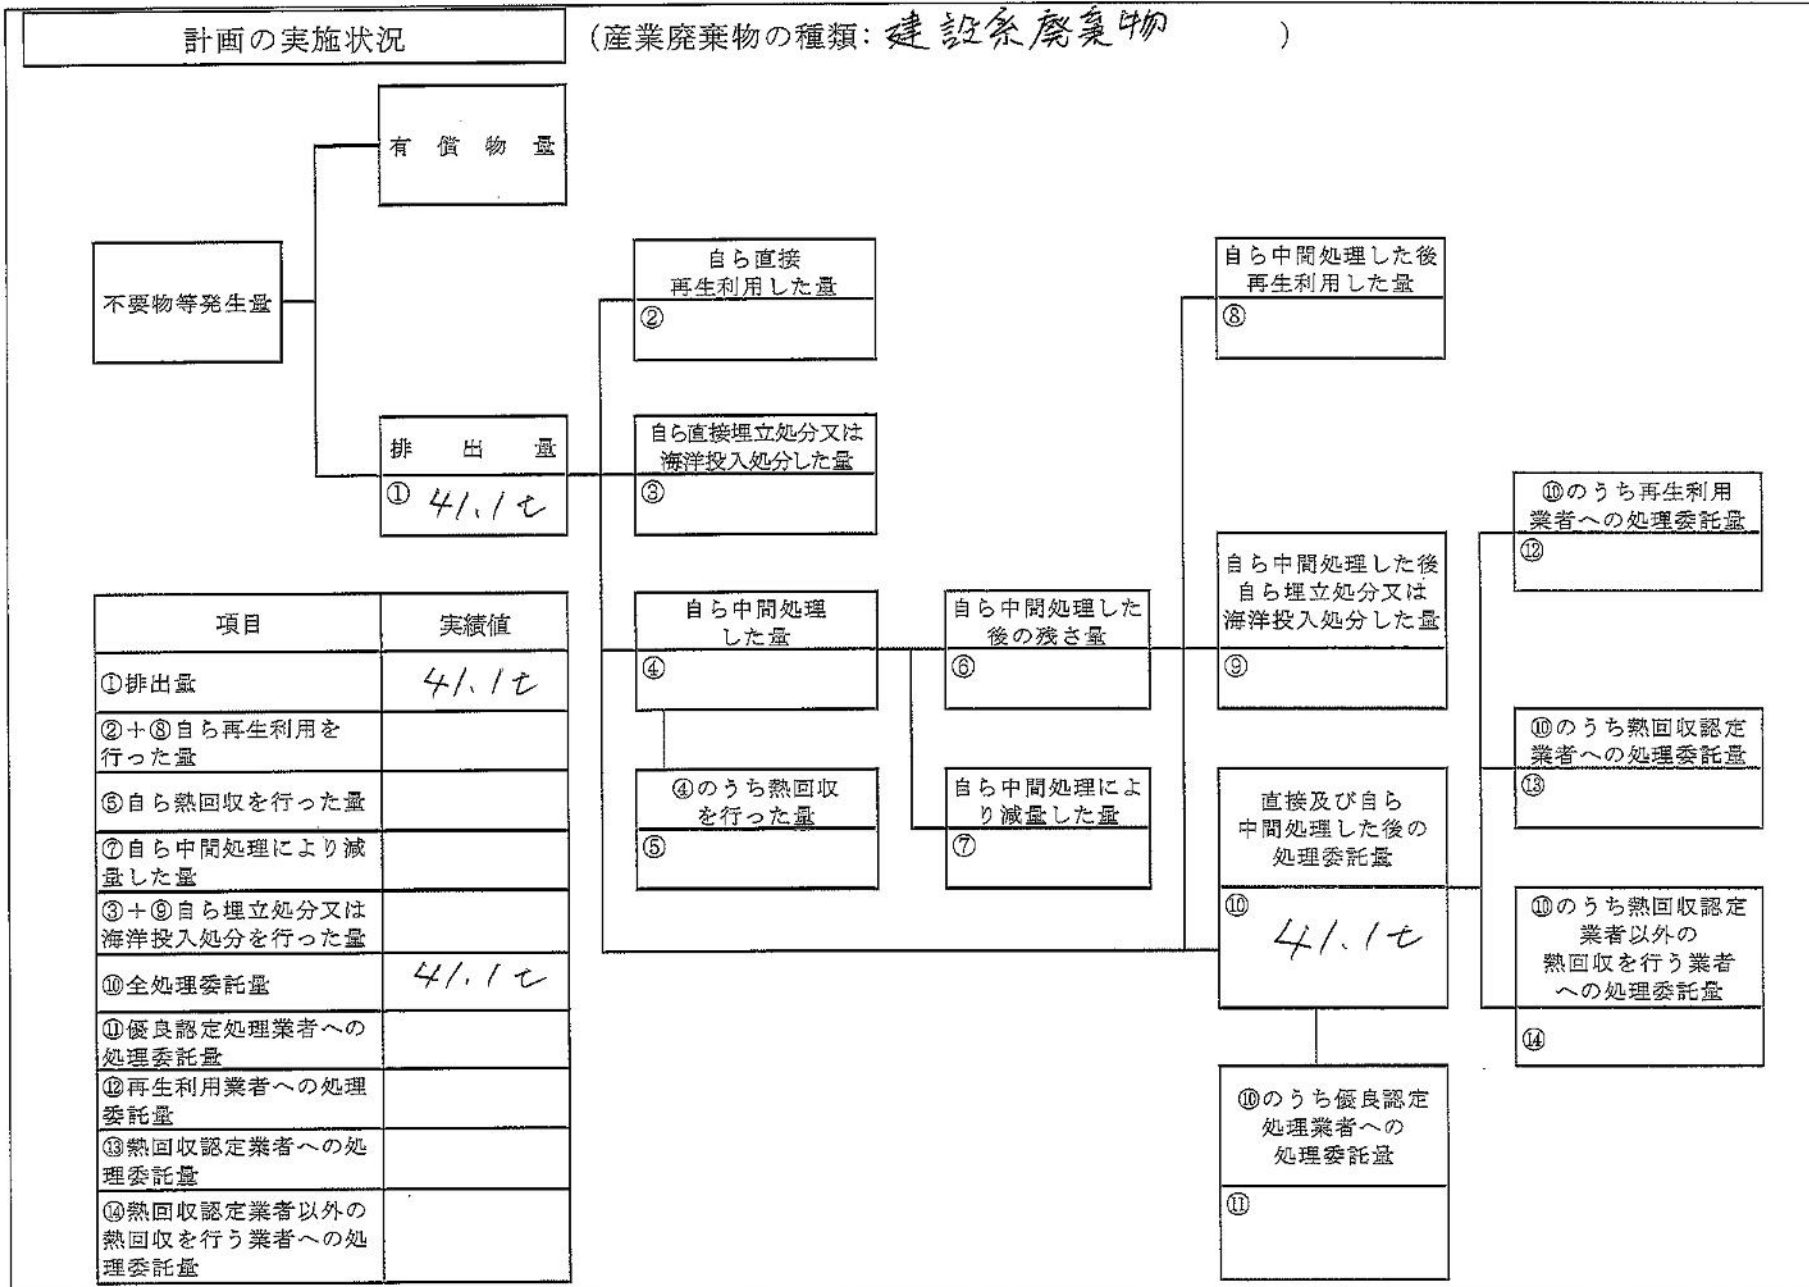 計画の実施状況
(産業廃棄物の種類: 建設系廃棄物 )
有償物量
不要物等発生量
排出量
① 41.1t
自ら直接
再生利用した量
②
自ら直接埋立処分又は
海洋投入処分した量
③
自ら中間処理
した量
④
④のうち熱回収
を行った量
⑤
自ら中間処理した
後の残さ量
⑥
自ら中間処理によ
り減量した量
⑦
自ら中間処理した後
再生利用した量
⑧
自ら中間処理した後
自ら埋立処分又は
海洋投入処分した量
⑨
直接及び自ら
中間処理した後の
処理委託量
⑩ 41.1t
⑩のうち優良認定
処理業者への
処理委託量
⑪
⑩のうち再生利用
業者への処理委託量
⑫
⑩のうち熱回収認定
業者への処理委託量
⑬
⑩のうち熱回収認定
業者以外の
熱回収を行う業者
への処理委託量
⑭
項目 実績値
①排出量 41.1t
②+⑧自ら再生利用を
行った量
⑤自ら熱回収を行った量
⑦自ら中間処理により減
量した量
③+⑨自ら埋立処分又は
海洋投入処分を行った量
⑩全処理委託量 41.1t
⑪優良認定処理業者への
処理委託量
⑫再生利用業者への処理
委託量
⑬熱回収認定業者への処
理委託量
⑭熱回収認定業者以外の
熱回収を行う業者への処
理委託量